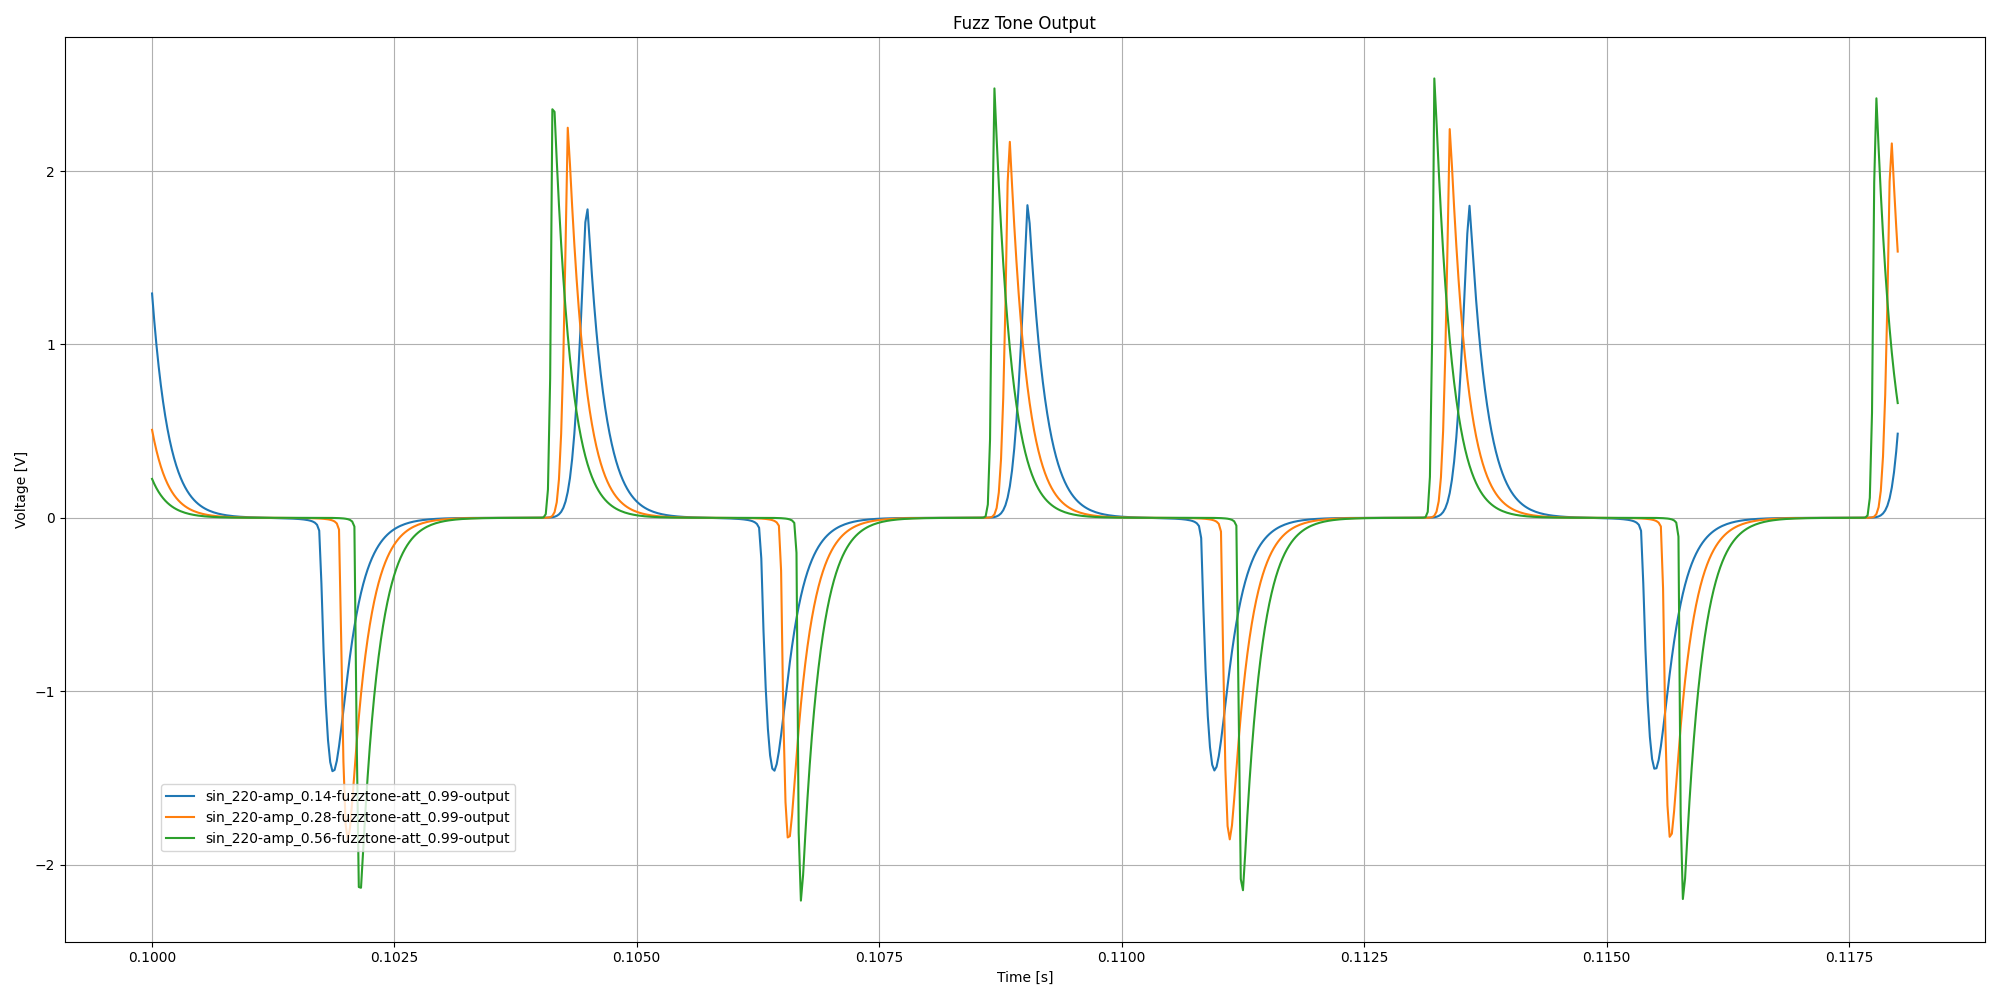 Fuzz Tone Output
Voltage [V]
2
1
0
−1
−2
sin_220-amp_0.14-fuzztone-att_0.99-output
sin_220-amp_0.28-fuzztone-att_0.99-output
sin_220-amp_0.56-fuzztone-att_0.99-output
0.1000 0.1025 0.1050 0.1075 0.1100 0.1125 0.1150 0.1175
Time [s]